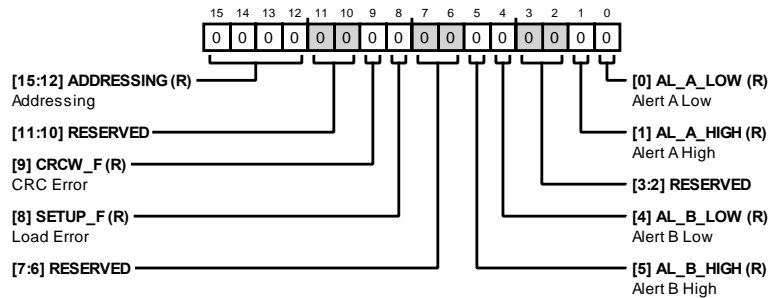 15 14 13 12 11 10 9 8 7 6 5 4 3 2 1 0
0 0 0 0 0 0 0 0 0 0 0 0 0 0 0 0
[15:12] ADDRESSING (R)
Addressing
[11:10] RESERVED
[9] CRCW_F (R)
CRC Error
[8] SETUP_F (R)
Load Error
[7:6] RESERVED
[0] AL_A_LOW (R)
Alert A Low
[1] AL_A_HIGH (R)
Alert A High
[3:2] RESERVED
[4] AL_B_LOW (R)
Alert B Low
[5] AL_B_HIGH (R)
Alert B High